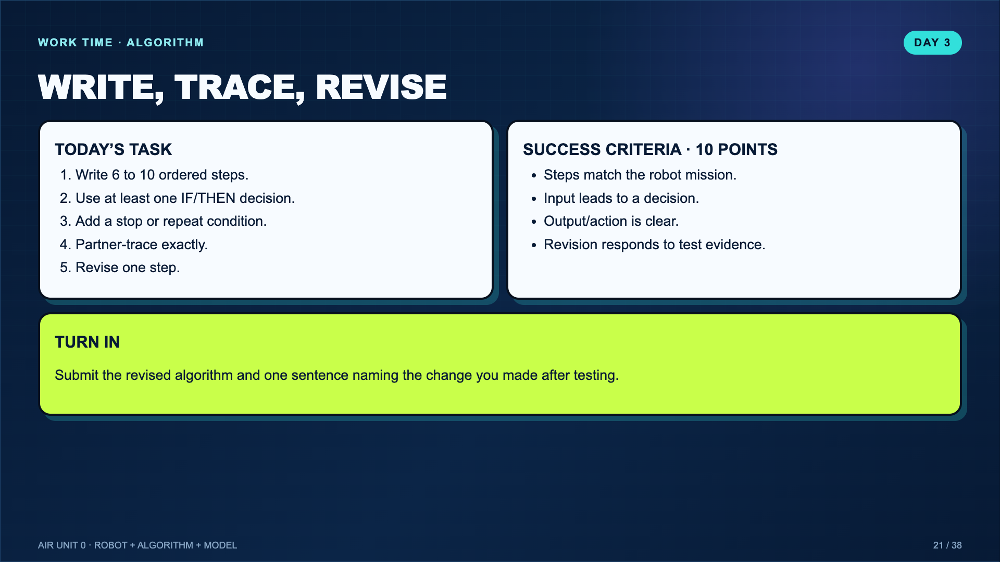 WORK TIME · ALGORITHM
DAY 3
WRITE, TRACE, REVISE
TODAY’S TASK
1. Write 6 to 10 ordered steps.
2. Use at least one IF/THEN decision.
3. Add a stop or repeat condition.
4. Partner-trace exactly.
5. Revise one step.
SUCCESS CRITERIA · 10 POINTS
• Steps match the robot mission.
• Input leads to a decision.
• Output/action is clear.
• Revision responds to test evidence.
TURN IN
Submit the revised algorithm and one sentence naming the change you made after testing.
AIR UNIT 0 · ROBOT + ALGORITHM + MODEL
21 / 38